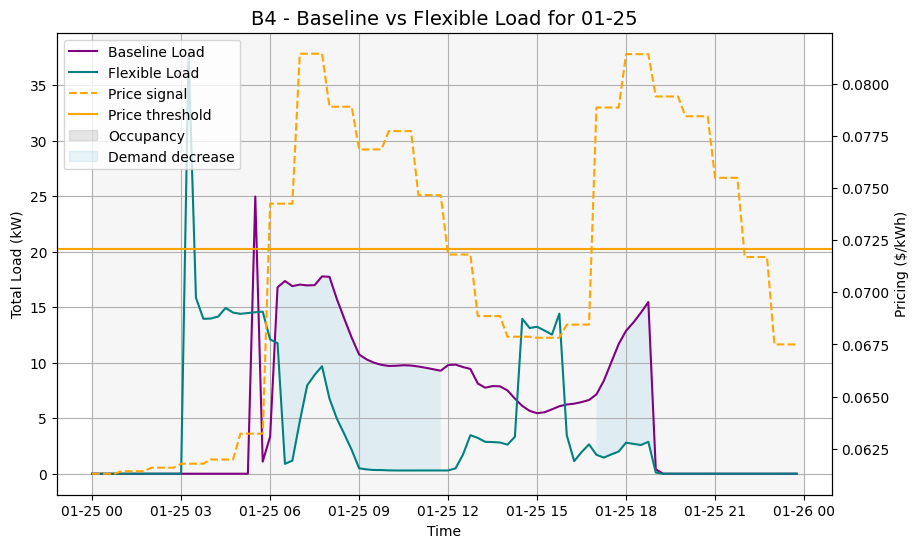 B4 - Baseline vs Flexible Load for 01-25
Baseline Load
Flexible Load
Price signal
Price threshold
Occupancy
Demand decrease
Total Load (kW)
35
30
25
20
15
10
5
0
0.0800
0.0775
0.0750
0.0725
0.0700
0.0675
0.0650
0.0625
Pricing ($/kWh)
01-25 00
01-25 03
01-25 06
01-25 09
01-25 12
01-25 15
01-25 18
01-25 21
01-26 00
Time